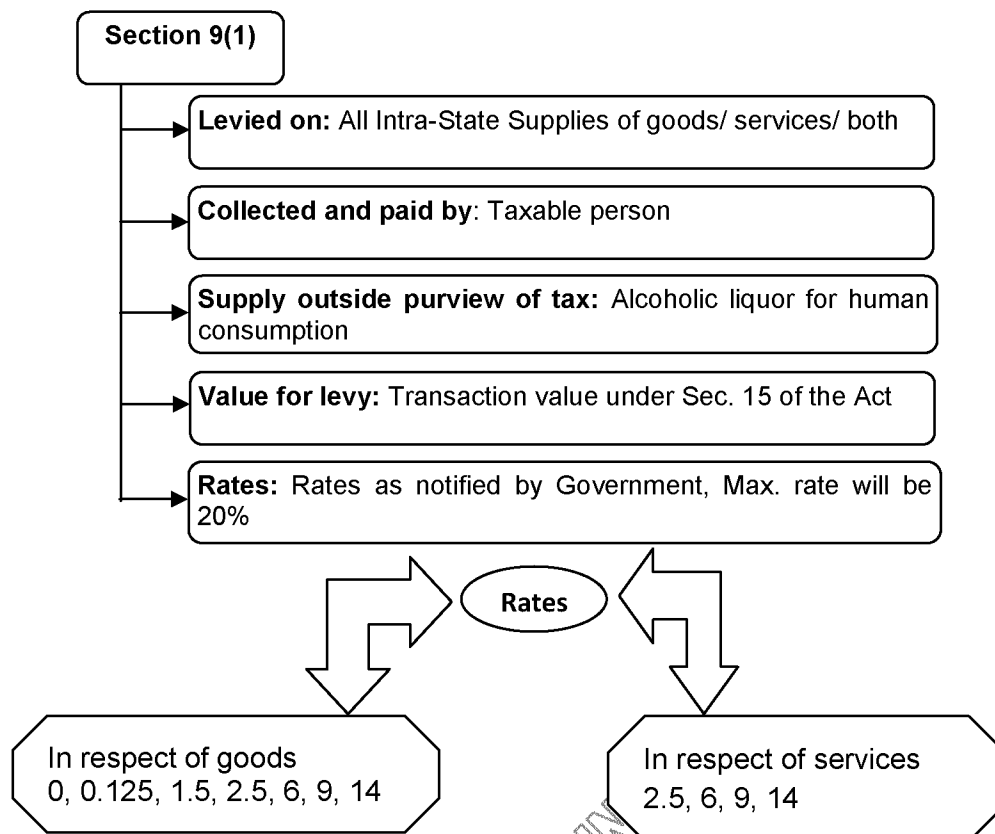 Section 9(1)
Levied on: All Intra-State Supplies of goods/ services/ both
Collected and paid by: Taxable person
Supply outside purview of tax: Alcoholic liquor for human
consumption
Value for levy: Transaction value under Sec. 15 of the Act
Rates: Rates as notified by Government, Max. rate will be
20%
Rates
In respect of goods
0, 0.125, 1.5, 2.5, 6, 9, 14
In respect of services
2.5, 6, 9, 14